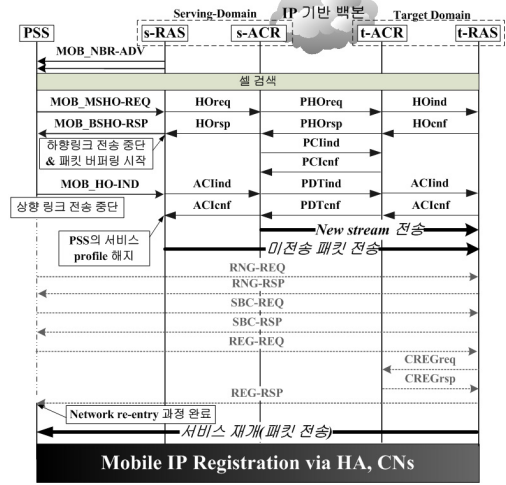 Serving-Domain IP 기반 백본 Target Domain
PSS s-RAS s-ACR t-ACR t-RAS
MOB_NBR-ADV
셀 검색
MOB_MSHO-REQ HOreq PHOreq HOind
MOB_BSHO-RSP HOrsp PHOrsp HOcnf
하향링크 전송 중단
& 패킷 버퍼링 시작
PCIind
PCIcnf
MOB_HO-IND ACIind PDTind ACIind
상향 링크 전송 중단 ACIcnf PDTcnf ACIcnf
New stream 전송
PSS의 서비스
profile 해지
미전송 패킷 전송
RNG-REQ
RNG-RSP
SBC-REQ
SBC-RSP
REG-REQ
CREGreq
CREGrsp
REG-RSP
Network re-entry 과정 완료
서비스 재개(패킷 전송)
Mobile IP Registration via HA, CNs